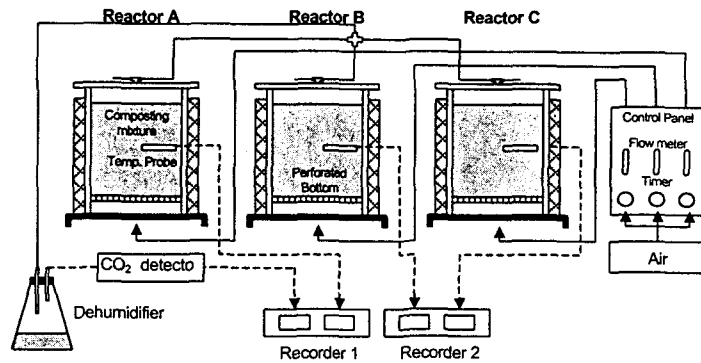 Reactor A
Reactor B
Reactor C
Composting
mixture
Temp. Probe
Perforated
Bottom
Control Panel
Flow meter
Timer
Air
CO₂ detecto
Dehumidifier
Recorder 1
Recorder 2